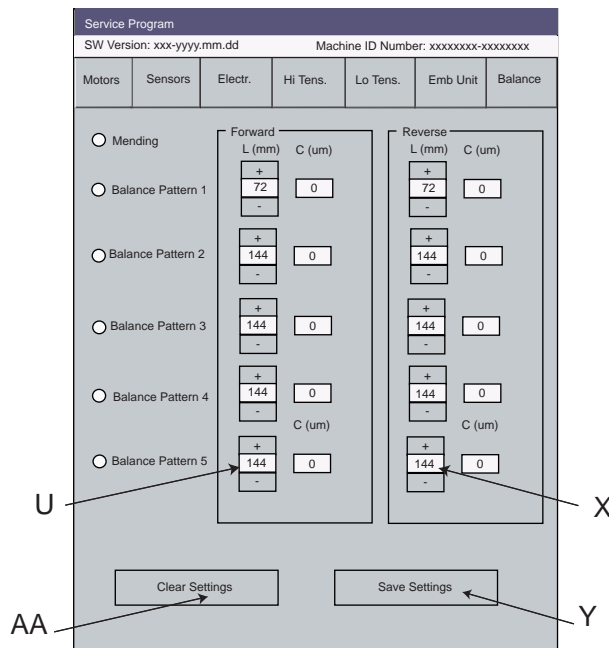 Service Program
SW Version: xxx-yyyy.mm.dd Machine ID Number: xxxxxxxx-xxxxxxxx
Motors Sensors Electr. Hi Tens. Lo Tens. Emb Unit Balance
Forward Reverse
Mending L (mm) C (um) L (mm) C (um)
+ +
Balance Pattern 1 72 0 72 0
- -
+ +
Balance Pattern 2 144 0 144 0
- -
+ +
Balance Pattern 3 144 0 144 0
- -
+ +
Balance Pattern 4 144 0 144 0
- -
C (um) C (um)
+ +
Balance Pattern 5 144 0 144 0
- -
U X
Clear Settings Save Settings
AA Y